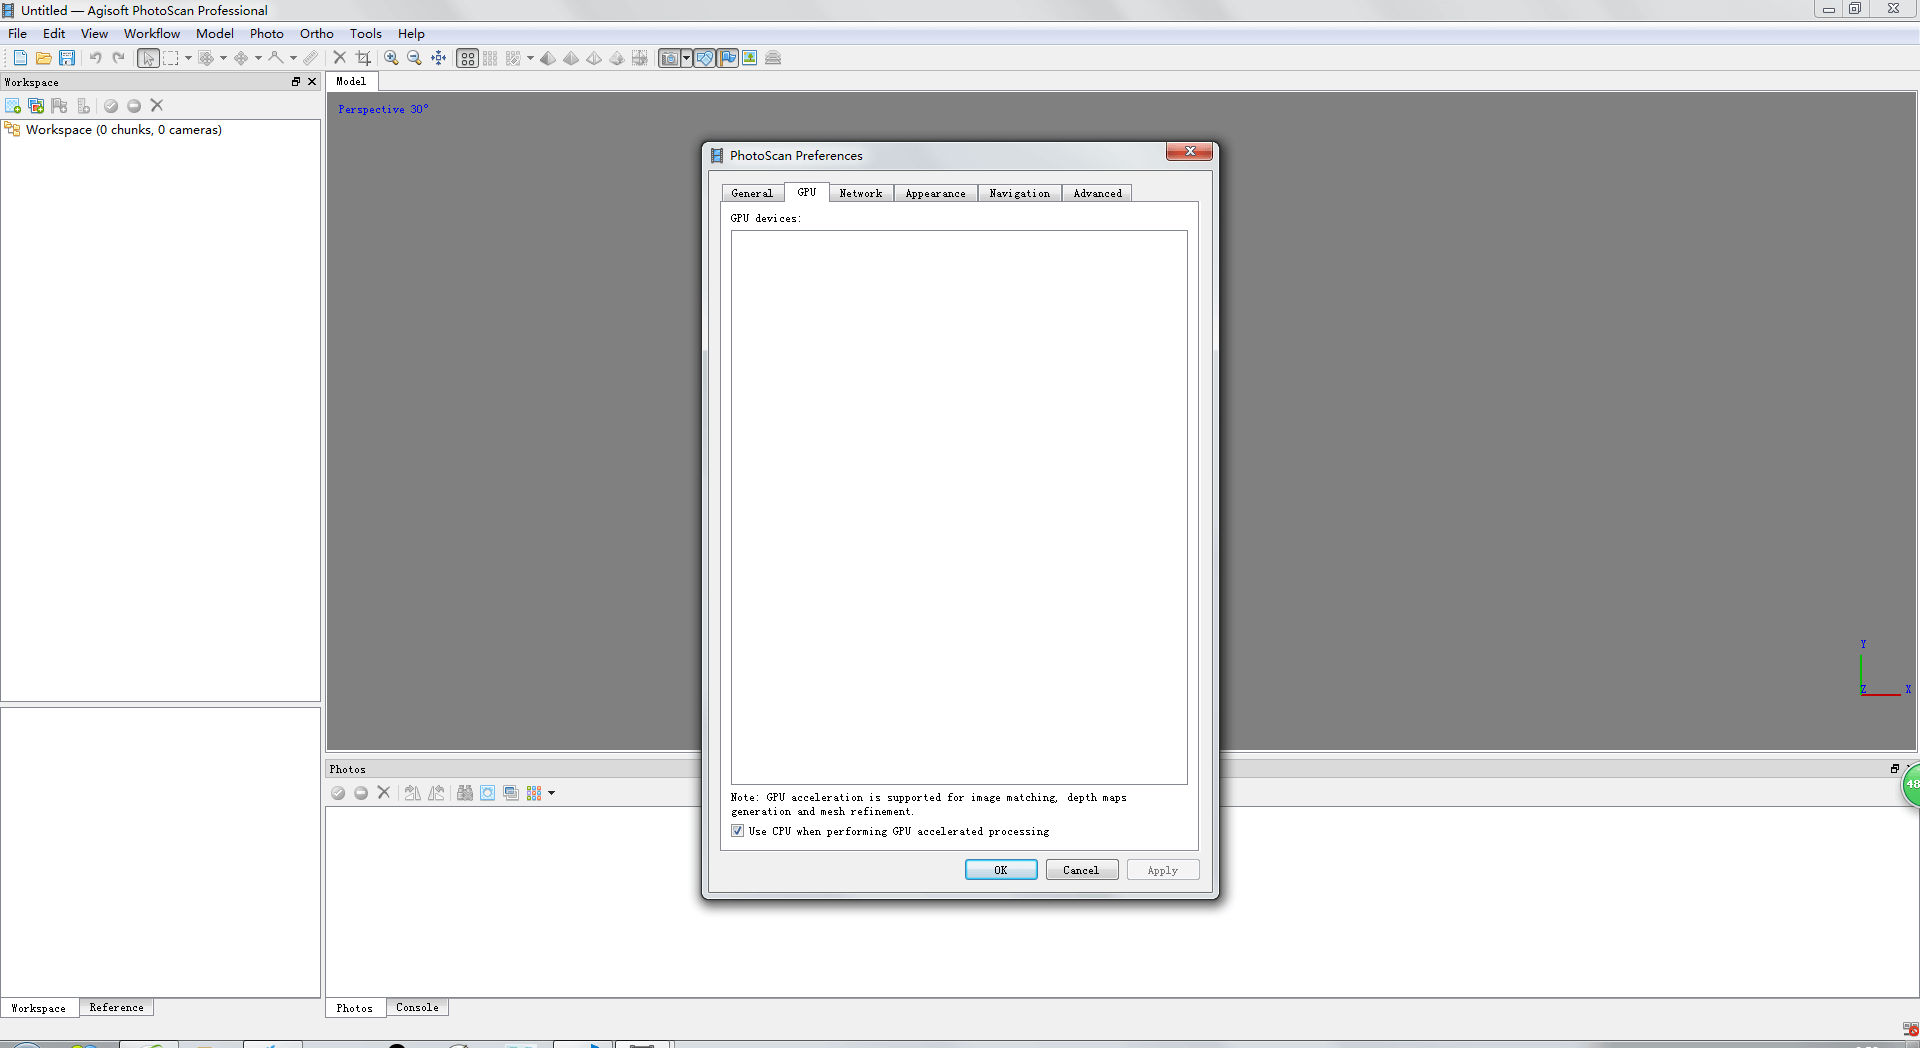 Untitled — Agisoft PhotoScan Professional
File Edit View Workflow Model Photo Ortho Tools Help
Workspace
Model
Workspace (0 chunks, 0 cameras)
Perspective 30°
PhotoScan Preferences
General GPU Network Appearance Navigation Advanced
GPU devices:
Y
Z X
Note: GPU acceleration is supported for image matching, depth maps
generation and mesh refinement.
Use CPU when performing GPU accelerated processing
OK Cancel Apply
Photos
48
Workspace Reference
Photos Console